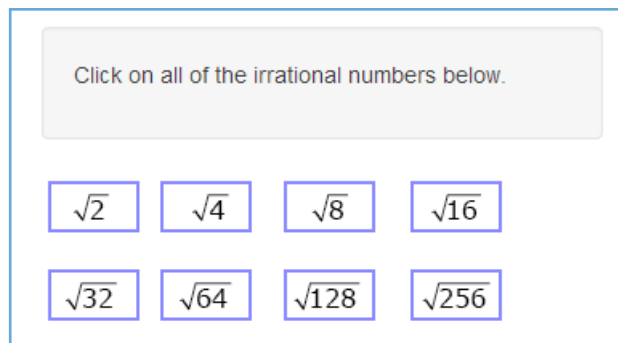 Click on all of the irrational numbers below.
√2 √4 √8 √16
√32 √64 √128 √256